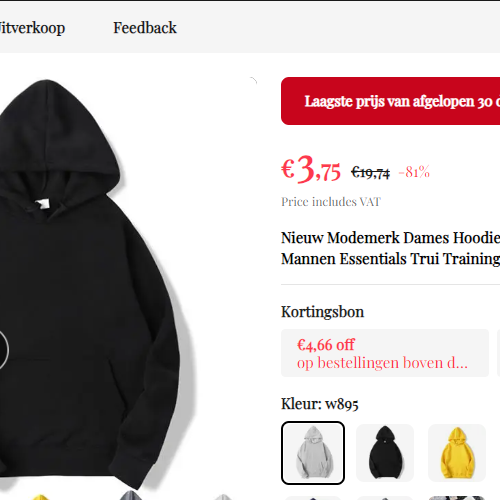 Uitverkoop Feedback
Laagste prijs van afgelopen 30
€3,75 €19,74 -81%
Price includes VAT
Nieuw Modemerk Dames Hoodie
Mannen Essentials Trui Training
Kortingsbon
€4,66 off
op bestellingen boven d...
Kleur: w895